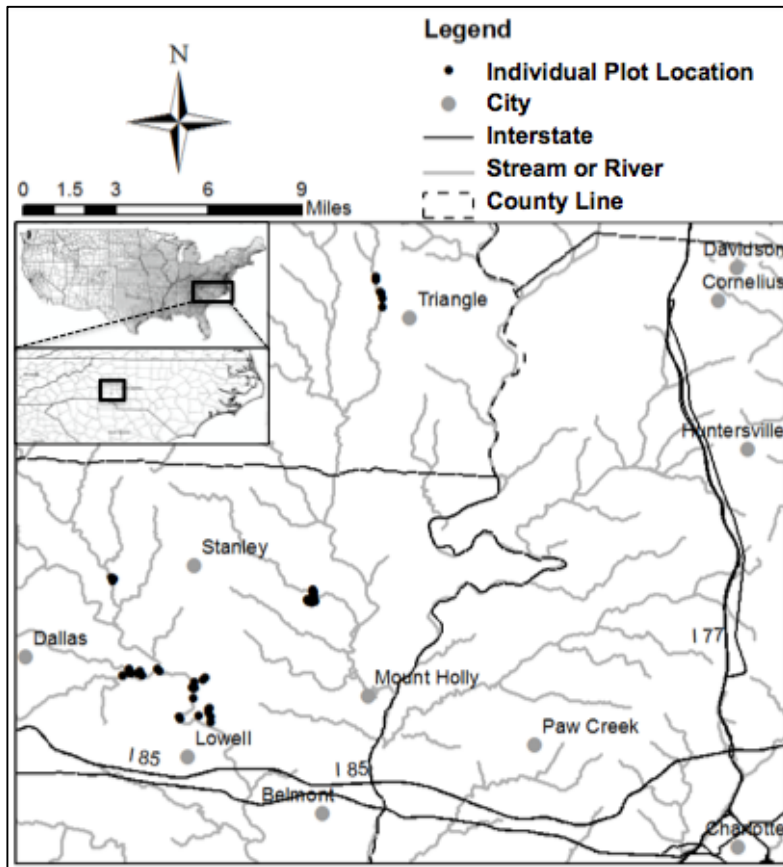 Legend
N
Individual Plot Location
City
Interstate
Stream or River
County Line
0 1.5 3 6 9
Miles
Davidson
Cornelius
Triangle
Huntersville
Stanley
I 77
Dallas
Mount Holly
Paw Creek
Lowell
I 85
I 85
Belmont
Charlotte